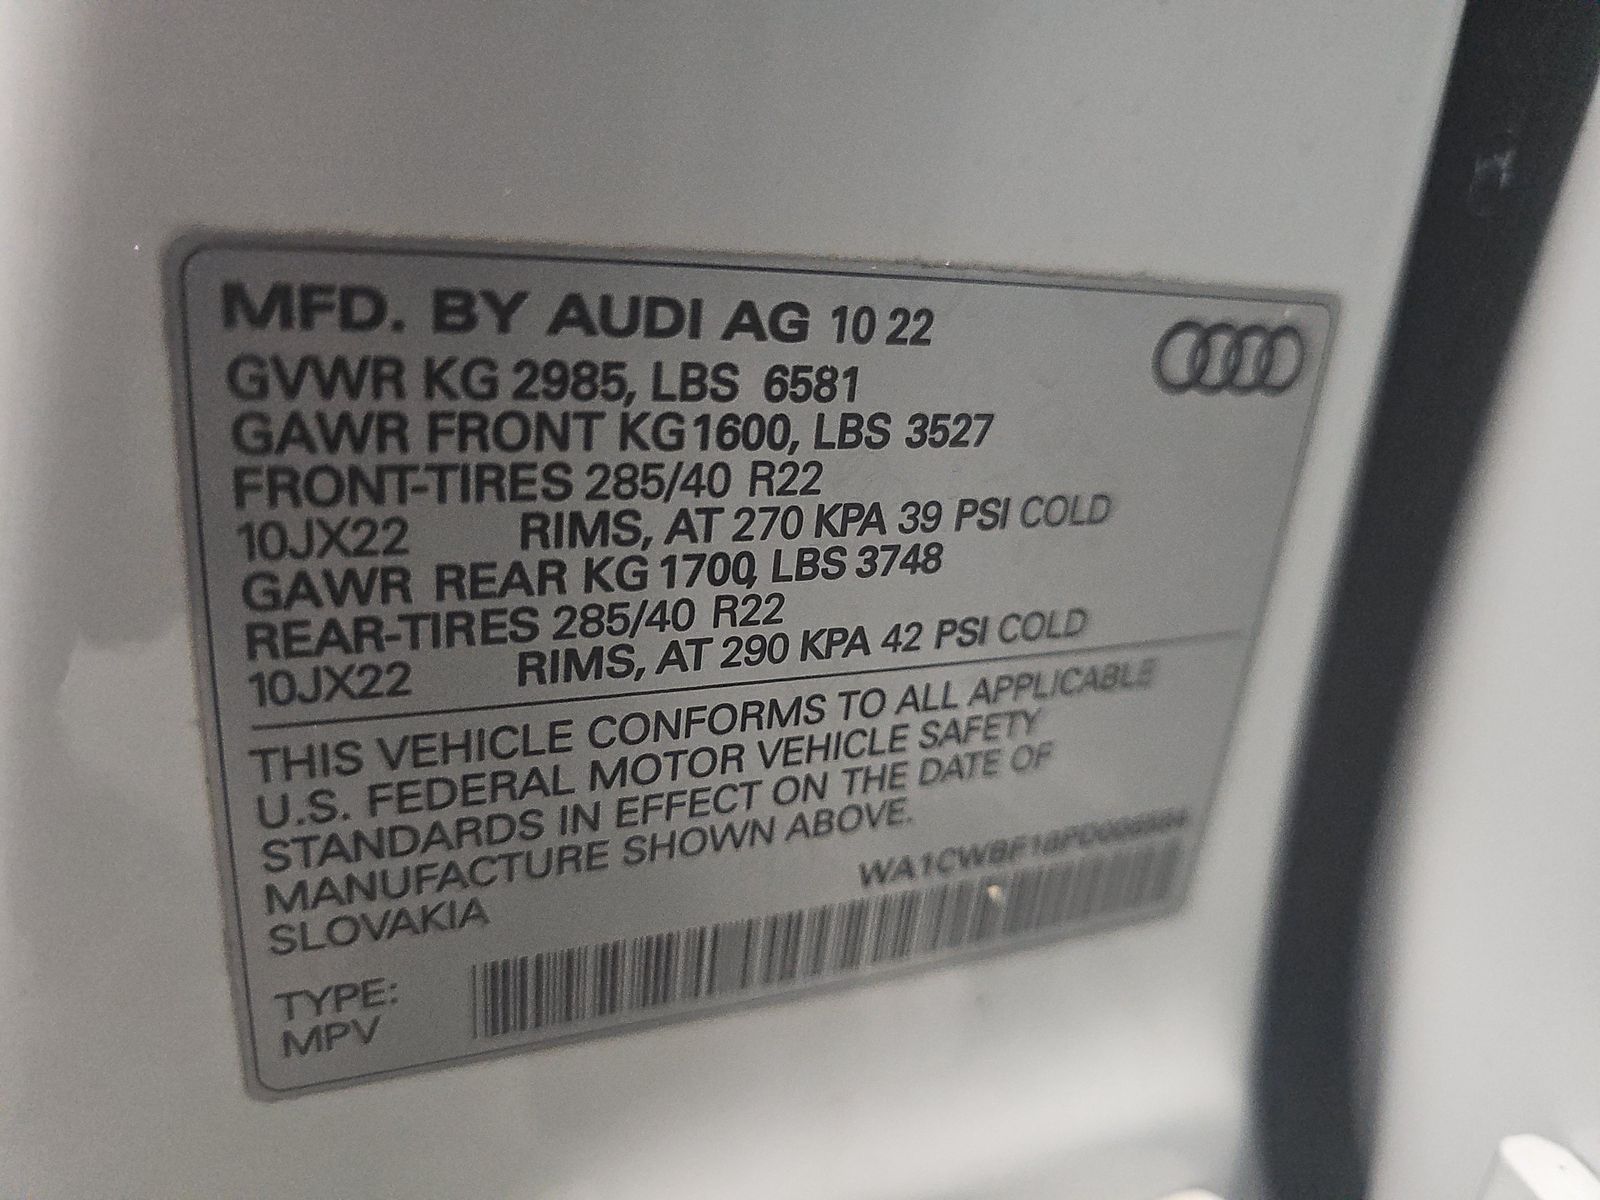 MFD. BY AUDI AG 10 22
GVWR KG 2985, LBS 6581
GAWR FRONT KG 1600, LBS 3527
FRONT-TIRES 285/40 R22
10JX22 RIMS, AT 270 KPA 39 PSI COLD
GAWR REAR KG 1700, LBS 3748
REAR-TIRES 285/40 R22
10JX22 RIMS, AT 290 KPA 42 PSI COLD
THIS VEHICLE CONFORMS TO ALL APPLICABLE
U.S. FEDERAL MOTOR VEHICLE SAFETY
STANDARDS IN EFFECT ON THE DATE OF
MANUFACTURE SHOWN ABOVE.
SLOVAKIA
TYPE:
MPV